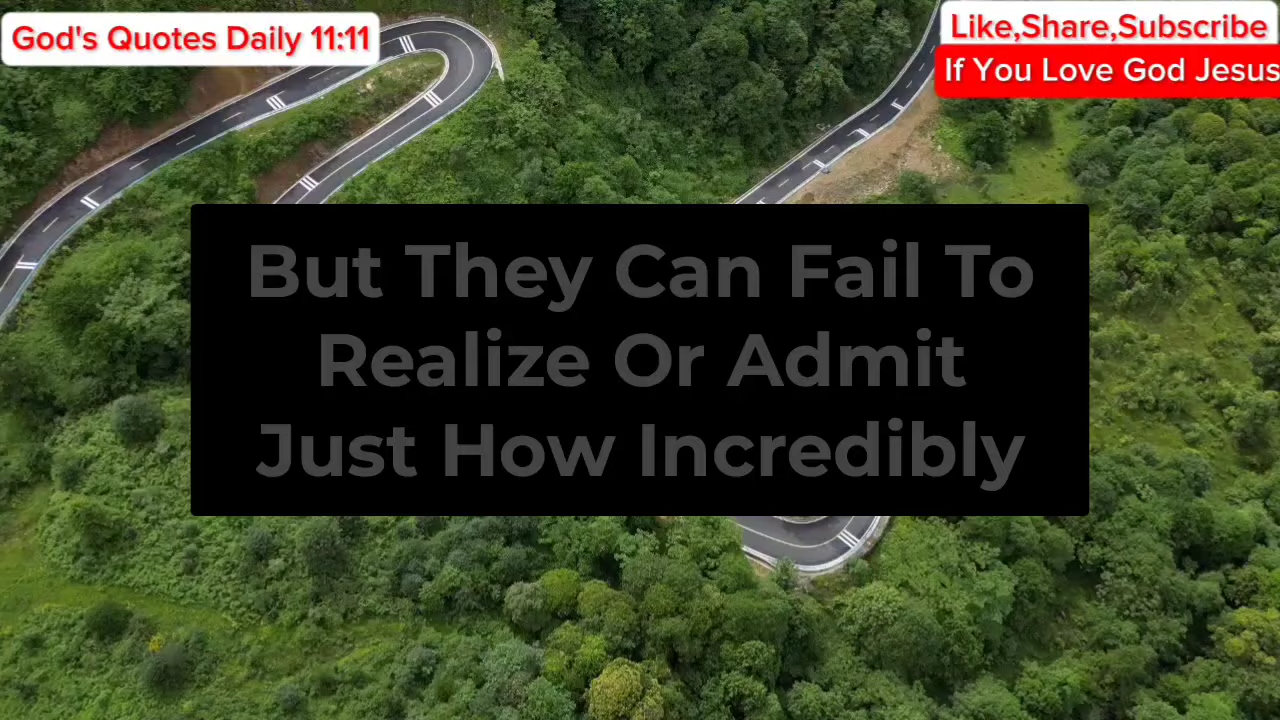 God's Quotes Daily 11:11
Like,Share,Subscribe
If You Love God Jesus
But They Can Fail To
Realize Or Admit
Just How Incredibly